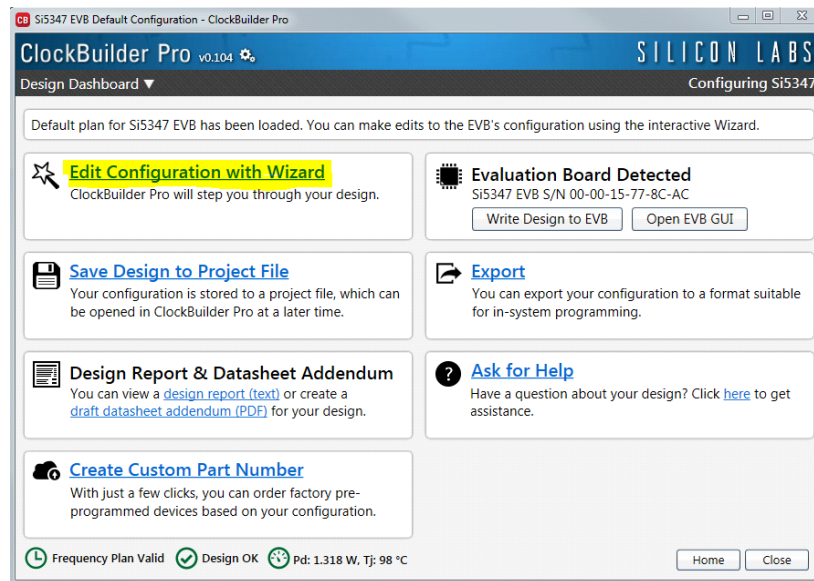 CB Si5347 EVB Default Configuration - ClockBuilder Pro
ClockBuilder Pro v0.104
SILICON LABS
Design Dashboard ▼
Configuring Si5347
Default plan for Si5347 EVB has been loaded. You can make edits to the EVB's configuration using the interactive Wizard.
Edit Configuration with Wizard
ClockBuilder Pro will step you through your design.
Evaluation Board Detected
Si5347 EVB S/N 00-00-15-77-8C-AC
Write Design to EVB
Open EVB GUI
Save Design to Project File
Your configuration is stored to a project file, which can
be opened in ClockBuilder Pro at a later time.
Export
You can export your configuration to a format suitable
for in-system programming.
Design Report & Datasheet Addendum
You can view a design report (text) or create a
draft datasheet addendum (PDF) for your design.
Ask for Help
Have a question about your design? Click here to get
assistance.
Create Custom Part Number
With just a few clicks, you can order factory pre-
programmed devices based on your configuration.
Frequency Plan Valid
Design OK
Pd: 1.318 W, Tj: 98 °C
Home
Close